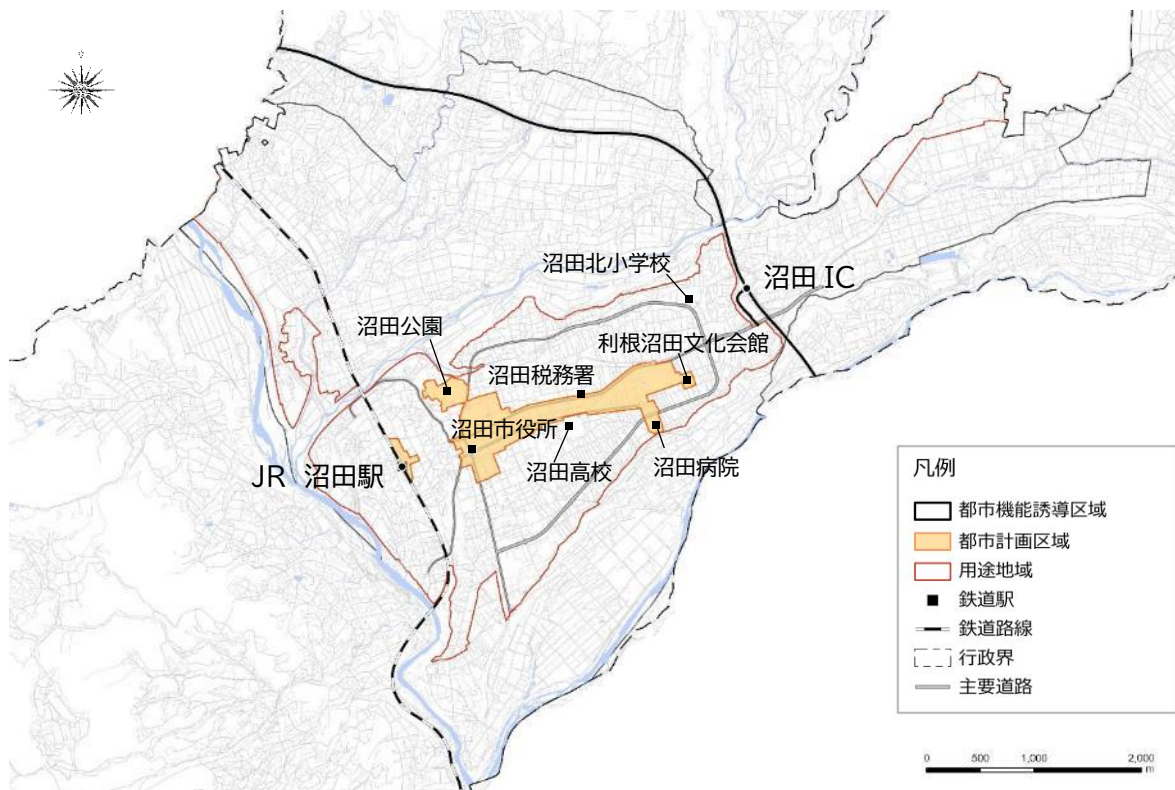 沼田北小学校
沼田 IC
沼田公園
利根沼田文化会館
沼田税務署
沼田市役所
JR 沼田駅
沼田高校
沼田病院
凡例
都市機能誘導区域
都市計画区域
用途地域
鉄道駅
鉄道路線
行政界
主要道路
0 500 1,000 2,000
m